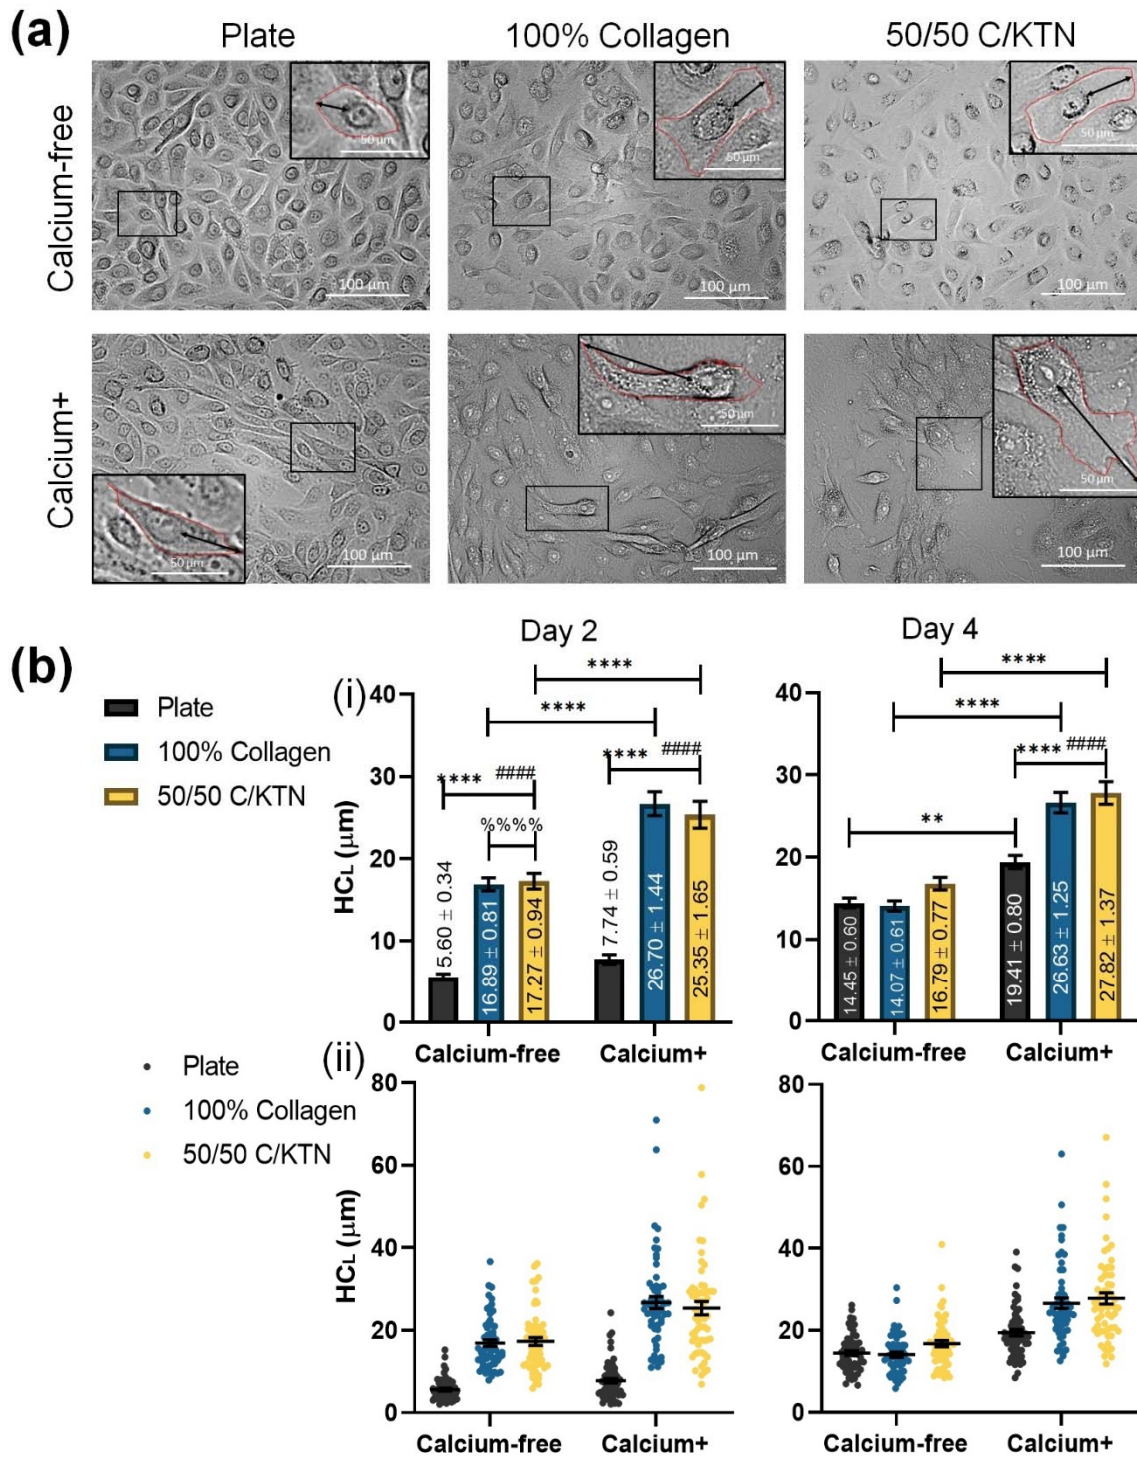 (a)
Plate
100% Collagen
50/50 C/KTN
Calcium-free
50 µm
100 µm
50 µm
100 µm
50 µm
100 µm
Calcium+
50 µm
100 µm
50 µm
100 µm
50 µm
100 µm
(b)
Day 2
Day 4
Plate
100% Collagen
50/50 C/KTN
(i)
HCL (µm)
40
30
20
10
0
****
****
**** ####
%%%%
**** ####
5.60 ± 0.34
16.89 ± 0.81
17.27 ± 0.94
7.74 ± 0.59
26.70 ± 1.44
25.35 ± 1.65
Calcium-free
Calcium+
40
30
20
10
0
****
****
**** ####
**
14.45 ± 0.60
14.07 ± 0.61
16.79 ± 0.77
19.41 ± 0.80
26.63 ± 1.25
27.82 ± 1.37
Calcium-free
Calcium+
Plate
100% Collagen
50/50 C/KTN
(ii)
HCL (µm)
80
60
40
20
0
Calcium-free
Calcium+
80
60
40
20
0
Calcium-free
Calcium+